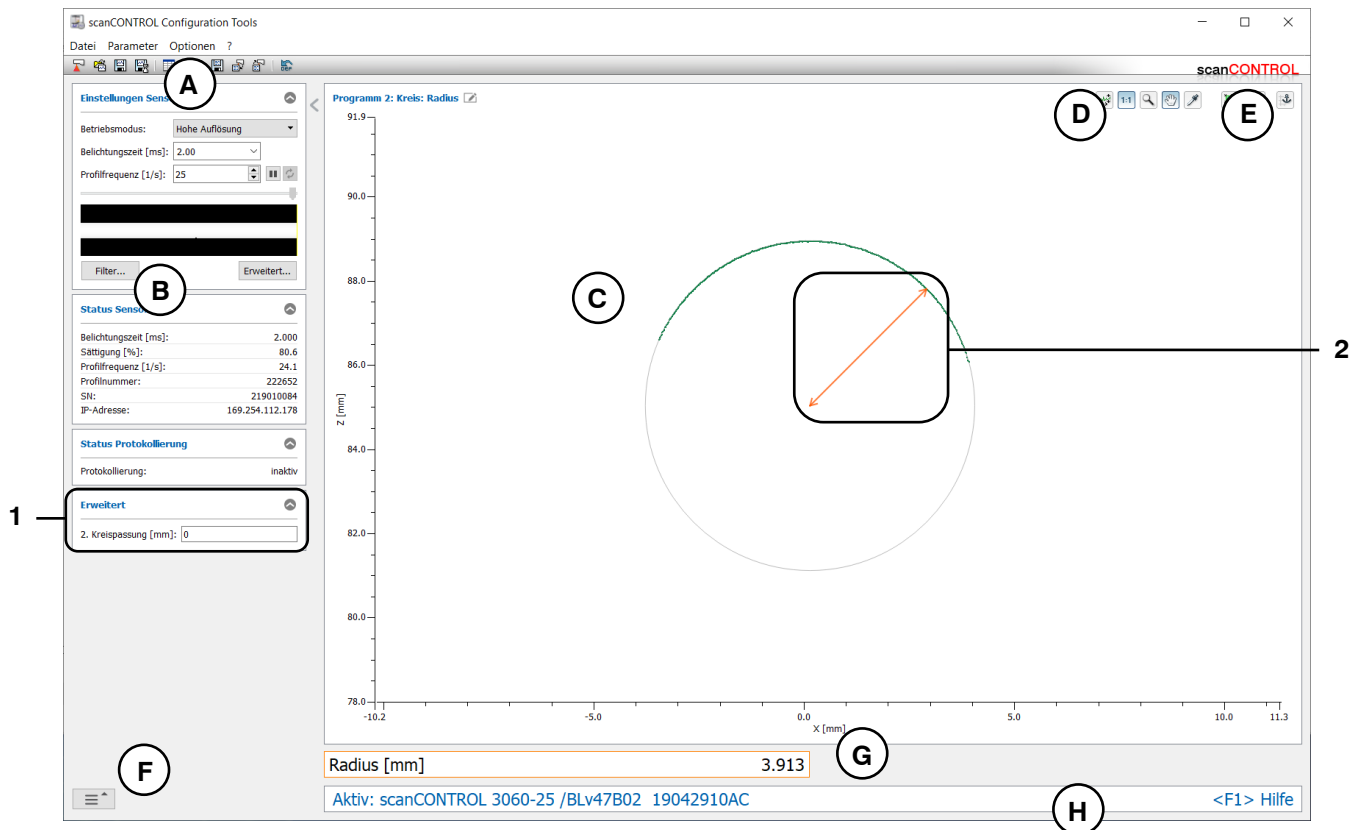 scanCONTROL Configuration Tools
Datei Parameter Optionen ?
scanCONTROL
A
Einstellungen
Betriebsmodus: Hohe Auflösung
Belichtungszeit [ms]: 2.00
Profilfrequenz [1/s]: 25
Filter... Erweitert...
B
Status
Belichtungszeit [ms]: 2.000
Sättigung [%]: 80.6
Profilfrequenz [1/s]: 24.1
Profilnummer: 222652
SN: 219010084
IP-Adresse: 169.254.112.178
Status Protokollierung
Protokollierung: inaktiv
1
Erweitert
2. Kreispassung [mm]: 0
F
Programm 2: Kreis: Radius
D
1:1
E
91.9
90.0
88.0
86.0
84.0
82.0
80.0
78.0
Z [mm]
C
2
-10.2 -5.0 0.0 5.0 10.0 11.3
X [mm]
G
Radius [mm] 3.913
Aktiv: scanCONTROL 3060-25 /BLv47B02 19042910AC
H
<F1> Hilfe